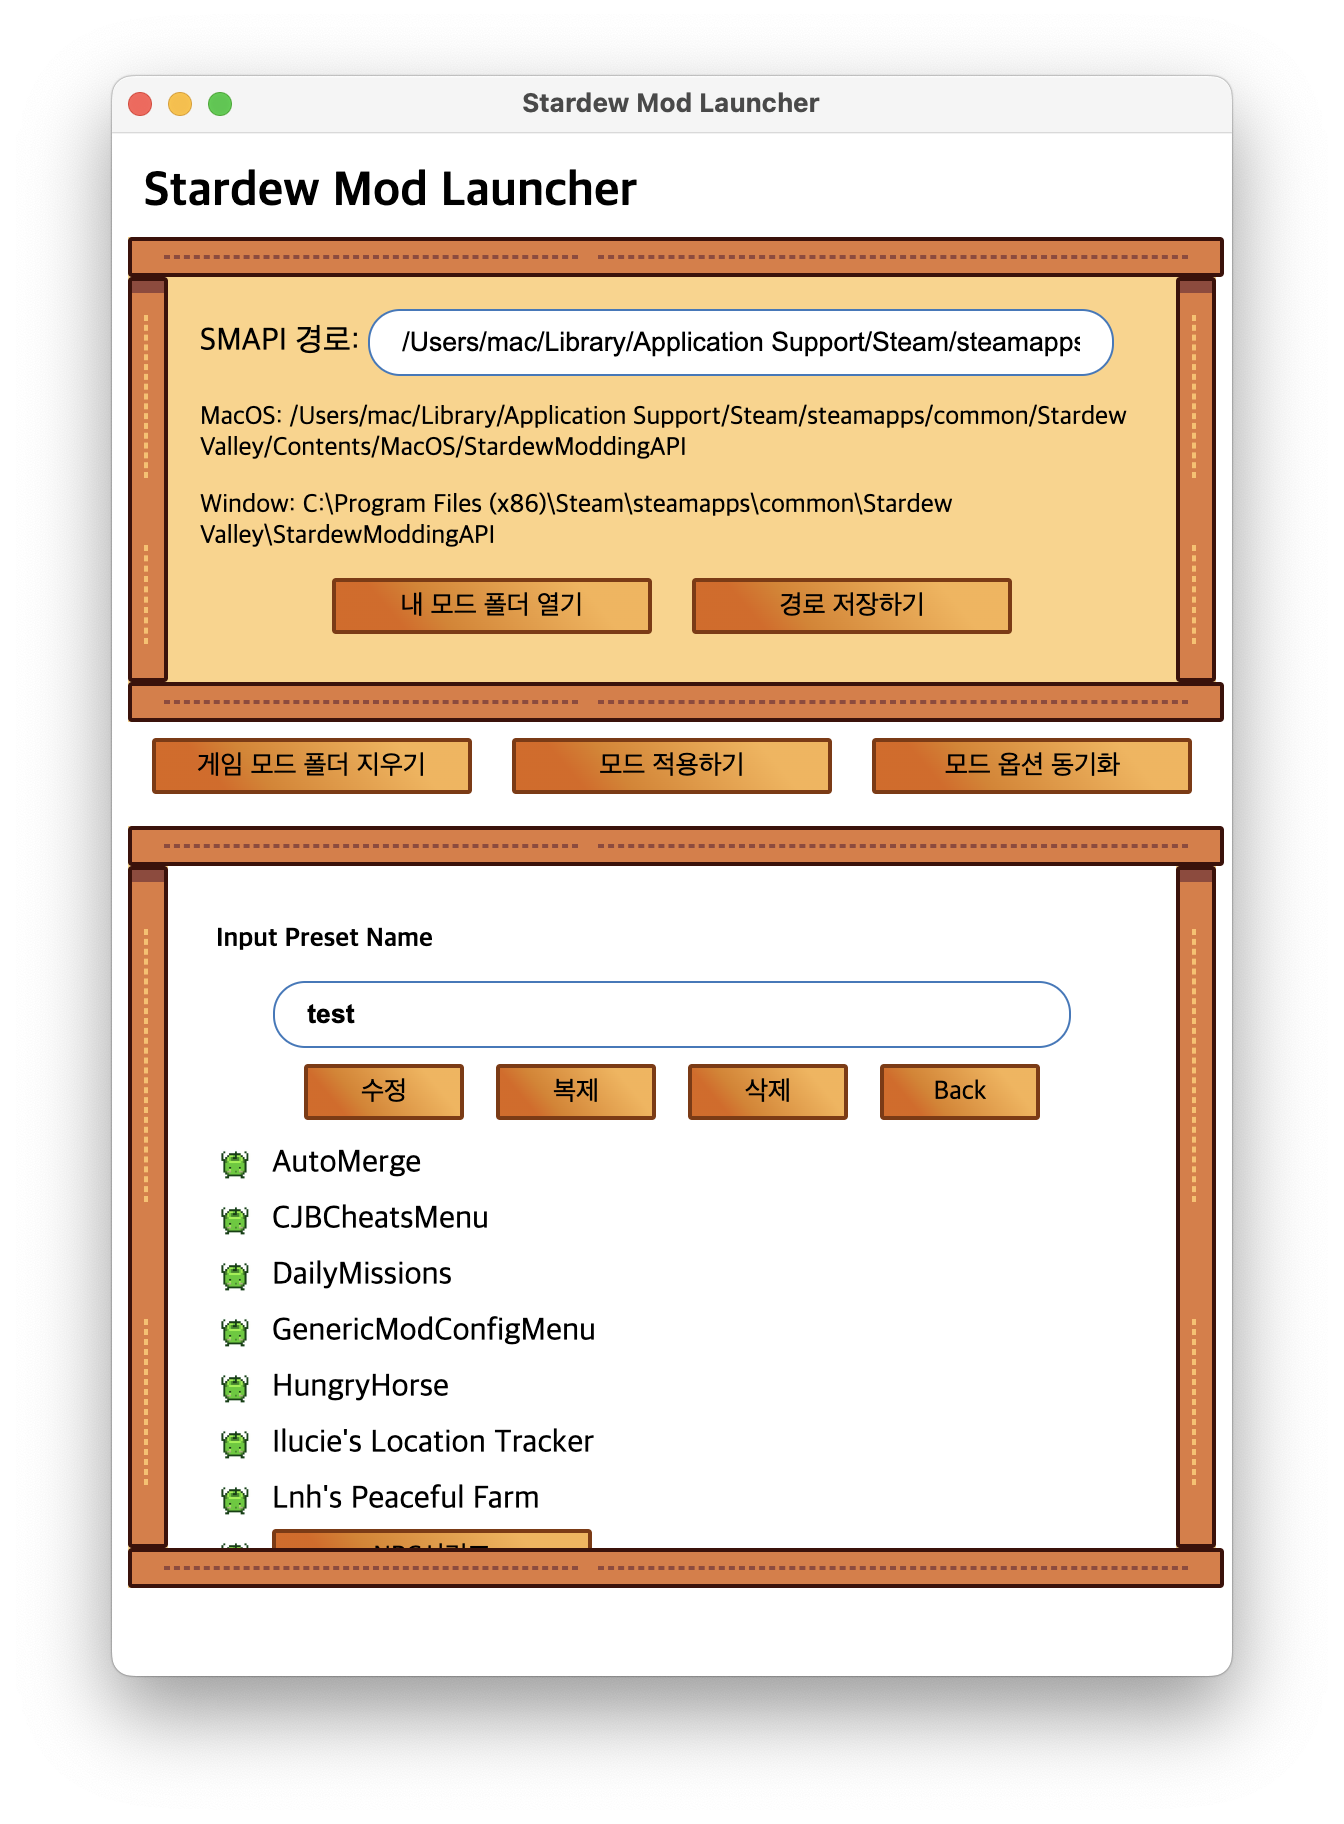 Stardew Mod Launcher
Stardew Mod Launcher
SMAPI 경로: /Users/mac/Library/Application Support/Steam/steamapps
MacOS: /Users/mac/Library/Application Support/Steam/steamapps/common/Stardew
Valley/Contents/MacOS/StardewModdingAPI
Window: C:\Program Files (x86)\Steam\steamapps\common\Stardew
Valley\StardewModdingAPI
내 모드 폴더 열기 경로 저장하기
게임 모드 폴더 지우기 모드 적용하기 모드 옵션 동기화
Input Preset Name
test
수정 복제 삭제 Back
AutoMerge
CJBCheatsMenu
DailyMissions
GenericModConfigMenu
HungryHorse
Ilucie's Location Tracker
Lnh's Peaceful Farm